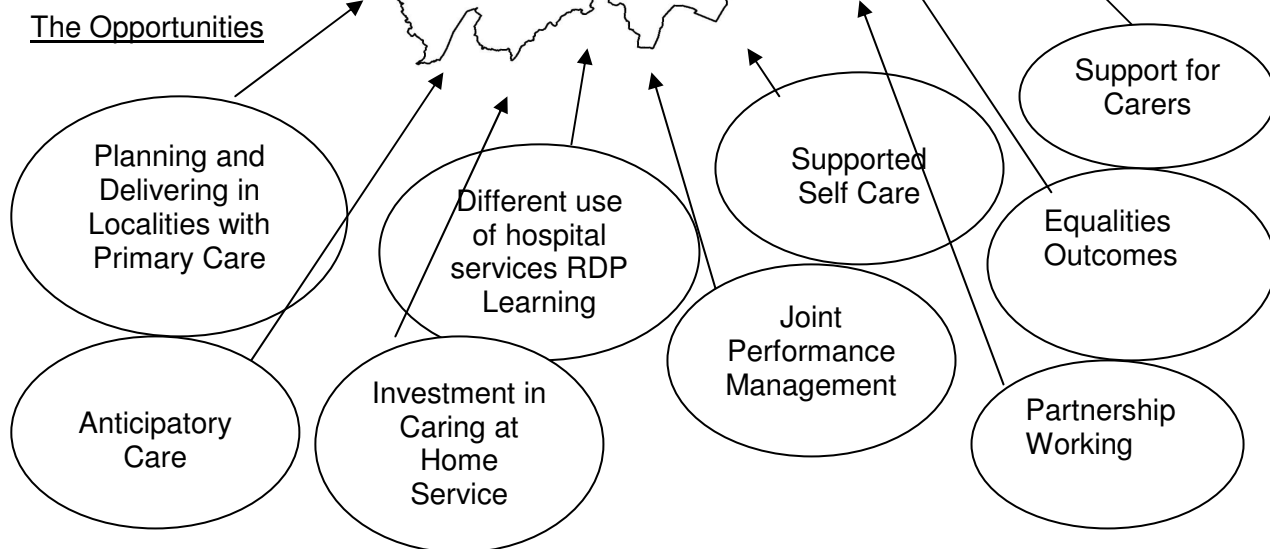 The Opportunities
Support for
Carers
Planning and
Delivering in
Localities with
Primary Care
Different use
of hospital
services RDP
Learning
Supported
Self Care
Equalities
Outcomes
Joint
Performance
Management
Anticipatory
Care
Investment in
Caring at
Home
Service
Partnership
Working